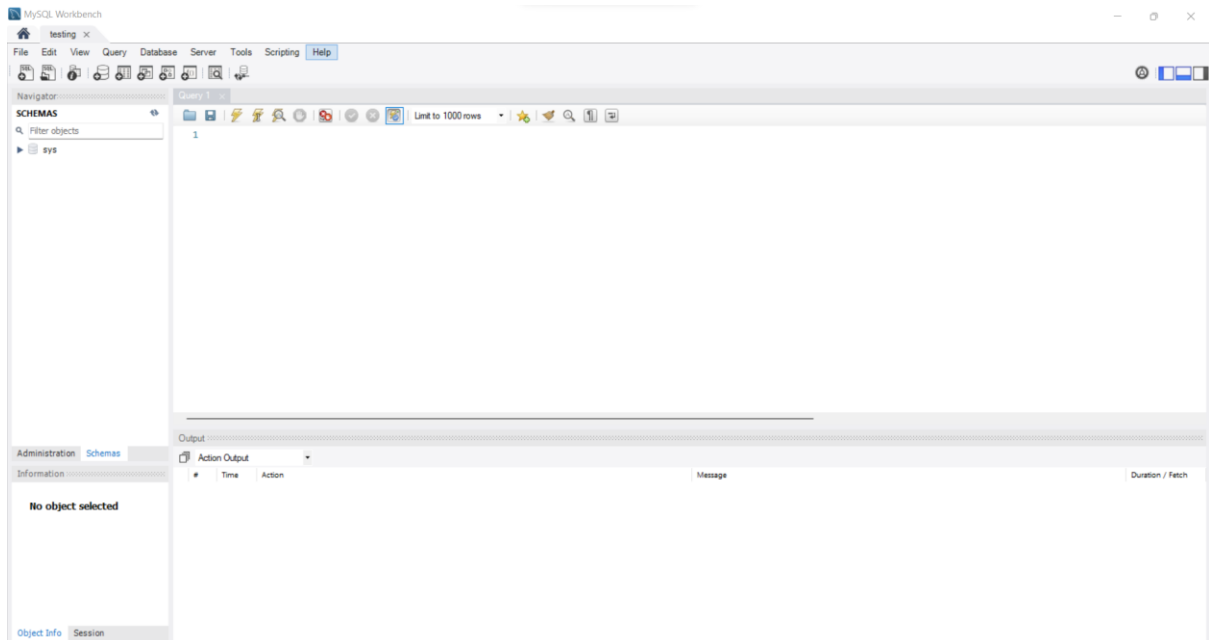 MySQL Workbench
testing
File Edit View Query Database Server Tools Scripting Help
Navigator
SCHEMAS
Filter objects
sys
Query 1
Limit to 1000 rows
1
Administration Schemas
Information
No object selected
Object Info Session
Output
Action Output
# Time Action Message Duration / Fetch